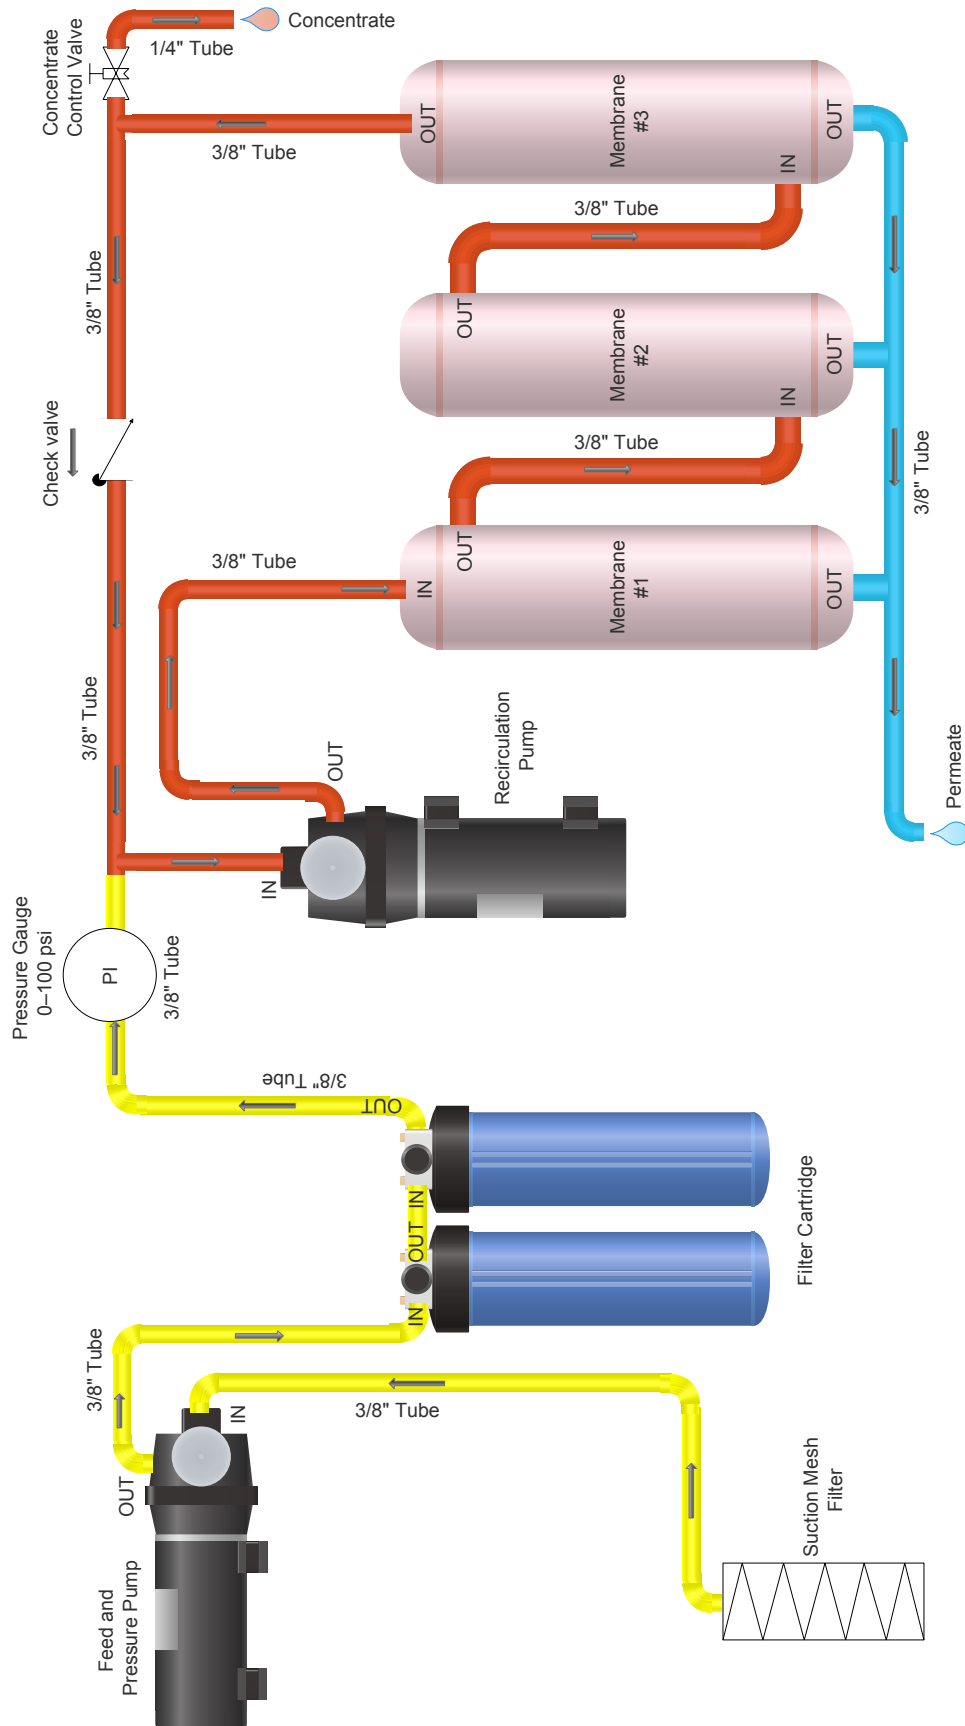 Concentrate
1/4" Tube
Concentrate
Control Valve
OUT
3/8" Tube
Membrane
#3
IN
OUT
3/8" Tube
3/8" Tube
OUT
Membrane
#2
IN
OUT
Check valve
3/8" Tube
3/8" Tube
3/8" Tube
OUT
IN
Membrane
#1
OUT
3/8" Tube
OUT
Recirculation
Pump
IN
Permeate
Pressure Gauge
0–100 psi
PI
3/8" Tube
3/8" Tube
OUT
IN
OUT
IN
Filter Cartridge
3/8" Tube
3/8" Tube
IN
OUT
Feed and
Pressure Pump
Suction Mesh
Filter